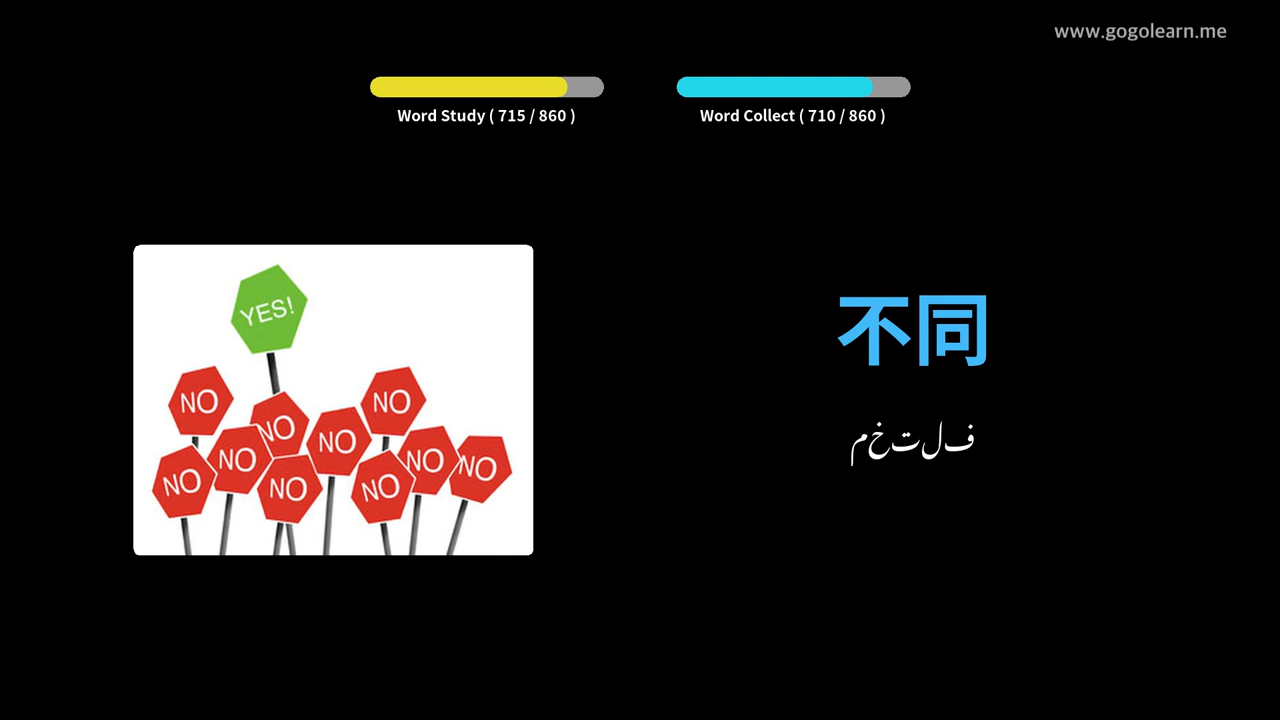 www.gogolearn.me
Word Study ( 715 / 860 )
Word Collect ( 710 / 860 )
YES!
NO
NO
NO
NO
NO
NO
NO
NO
NO
NO
不同
مختلف